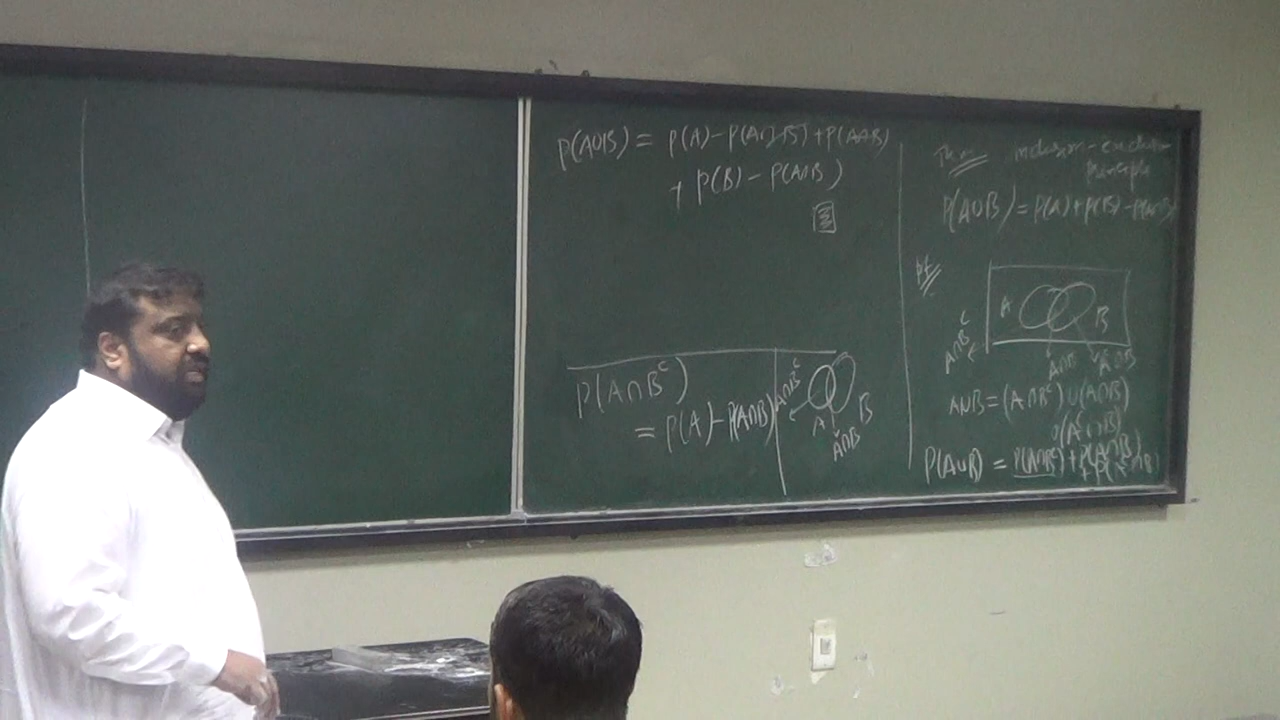 Thm inclusion-exclusion
Principle
P(A∪B) = P(A)+P(B)-P(A∩B)
Pf
A
B
A∩B^c
A∩B
A^c∩B
A∪B = (A∩B^c)∪(A∩B)
∪(A^c∩B)
P(A∪B) = P(A∩B^c)+P(A∩B)
+P(A^c∩B)
P(A∪B) = P(A)-P(A∩B)+P(A∩B)
+ P(B) - P(A∩B)
P(A∩B^c)
= P(A)-P(A∩B)
A∩B^c
A
B
A∩B